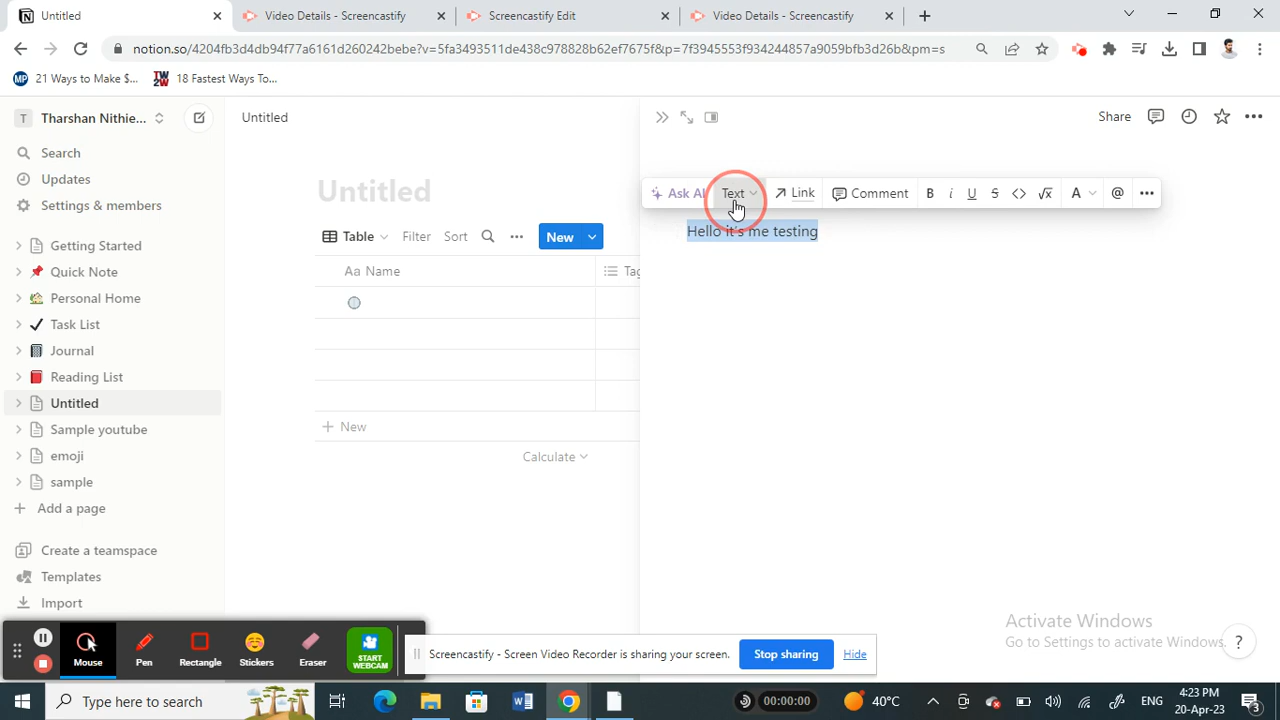 Untitled
Video Details - Screencastify
Screencastify Edit
Video Details - Screencastify
notion.so/4204fb3d4db94f77a6161d260242bebe?v=5fa3493511de438c978828b62ef7675f&p=7f3945553f934244857a9059bfb3d26b&pm=s
MP 21 Ways to Make $...
TW 2W 18 Fastest Ways To...
T Tharshan Nithie...
Untitled
Share
Search
Updates
Settings & members
Getting Started
Quick Note
Personal Home
Task List
Journal
Reading List
Untitled
Sample youtube
emoji
sample
Add a page
Create a teamspace
Templates
Import
Untitled
Table
Filter
Sort
New
Aa Name
Tag
New
Calculate
Ask AI
Text
Link
Comment
B i U S √x A @
Hello it's me testing
Activate Windows
Go to Settings to activate Windows.
?
Mouse
Pen
Rectangle
Stickers
Eraser
START WEBCAM
Screencastify - Screen Video Recorder is sharing your screen.
Stop sharing
Hide
Type here to search
00:00:00
40°C
ENG
4:23 PM
20-Apr-23
3